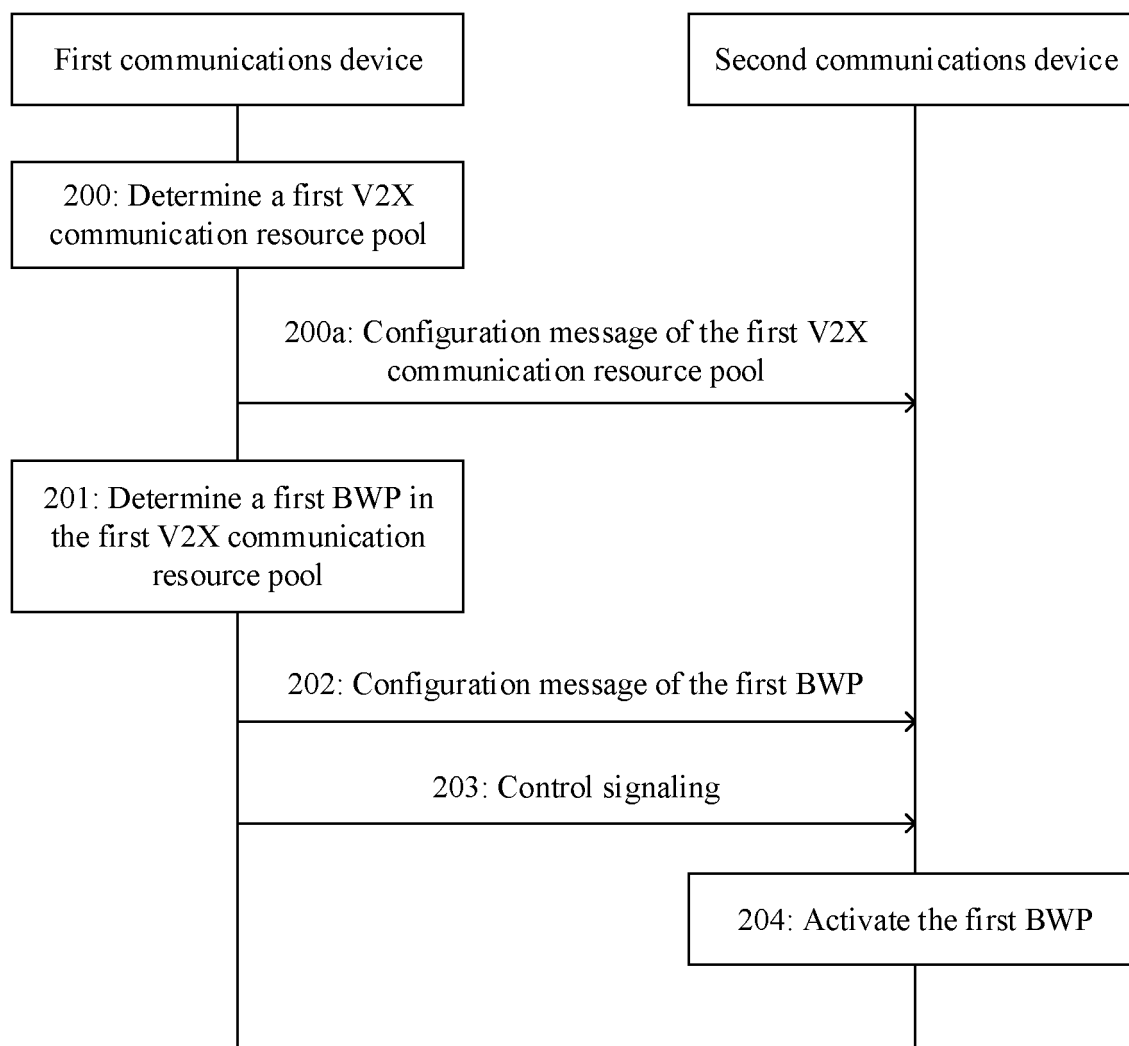 First communications device
Second communications device
200: Determine a first V2X
communication resource pool
200a: Configuration message of the first V2X
communication resource pool
201: Determine a first BWP in
the first V2X communication
resource pool
202: Configuration message of the first BWP
203: Control signaling
204: Activate the first BWP